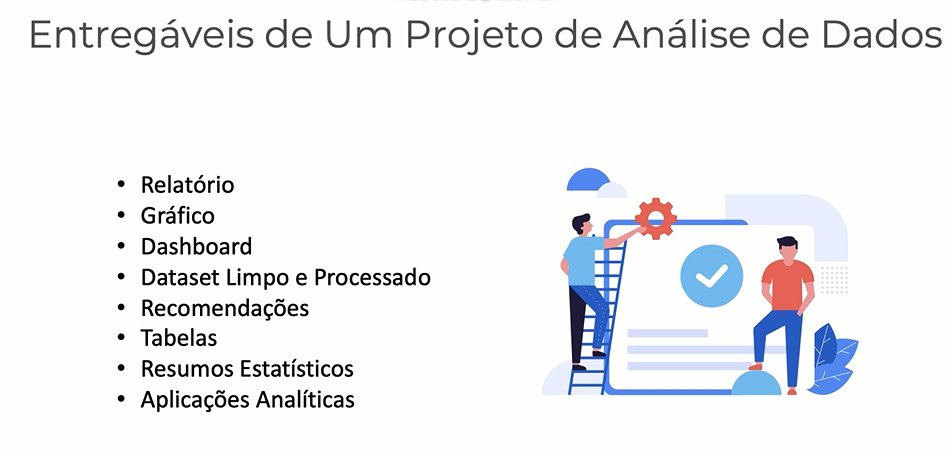 Entregáveis de Um Projeto de Análise de Dados
• Relatório
• Gráfico
• Dashboard
• Dataset Limpo e Processado
• Recomendações
• Tabelas
• Resumos Estatísticos
• Aplicações Analíticas